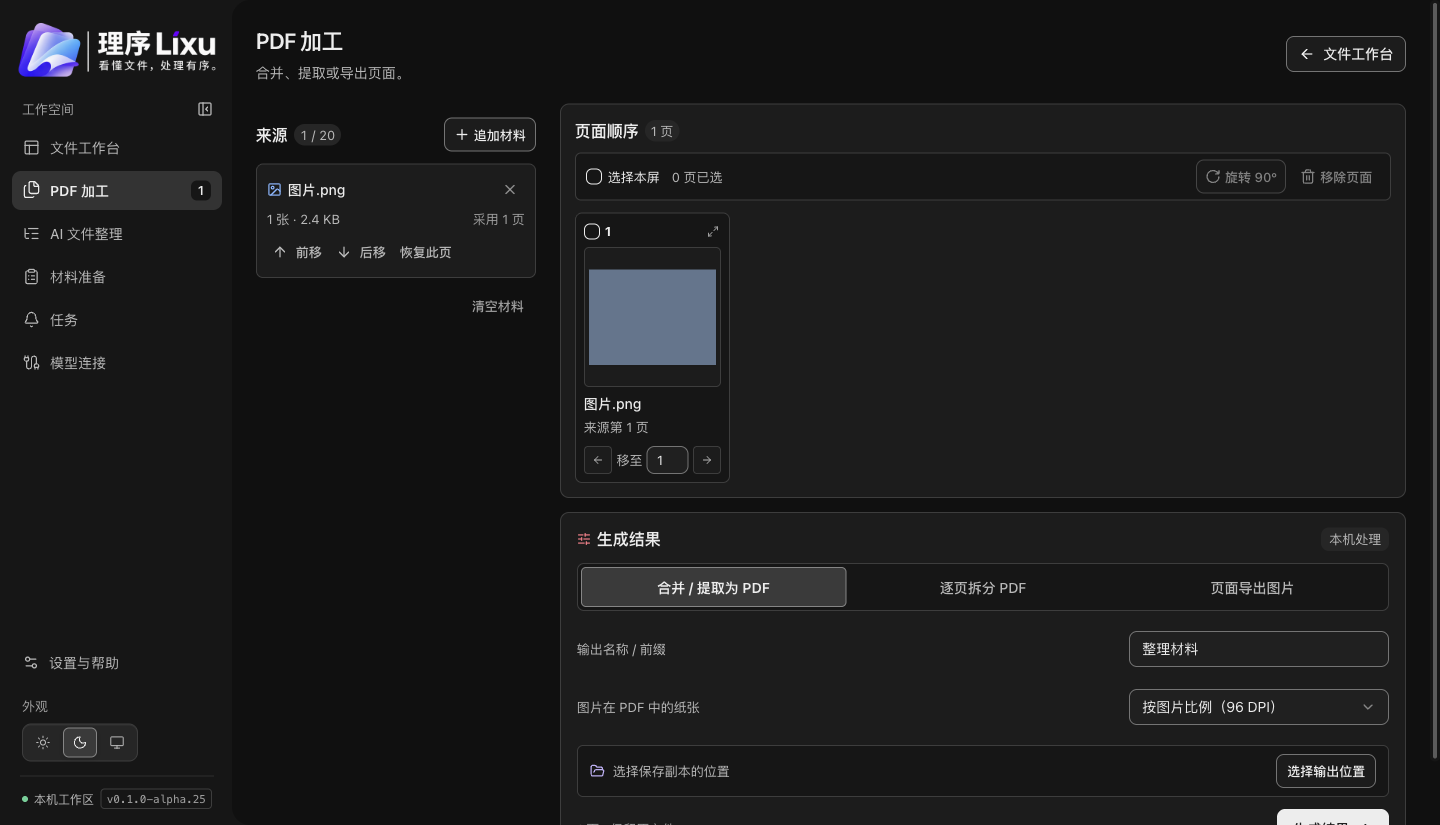 理序 Lixu
看懂文件，处理有序。
工作空间
文件工作台
PDF 加工
1
AI 文件整理
材料准备
任务
模型连接
设置与帮助
外观
本机工作区
v0.1.0-alpha.25
PDF 加工
合并、提取或导出页面。
文件工作台
来源
1 / 20
追加材料
图片.png
1 张 · 2.4 KB
采用 1 页
前移
后移
恢复此页
清空材料
页面顺序
1 页
选择本屏
0 页已选
旋转 90°
移除页面
1
图片.png
来源第 1 页
移至
1
生成结果
本机处理
合并 / 提取为 PDF
逐页拆分 PDF
页面导出图片
输出名称 / 前缀
整理材料
图片在 PDF 中的纸张
按图片比例（96 DPI）
选择保存副本的位置
选择输出位置